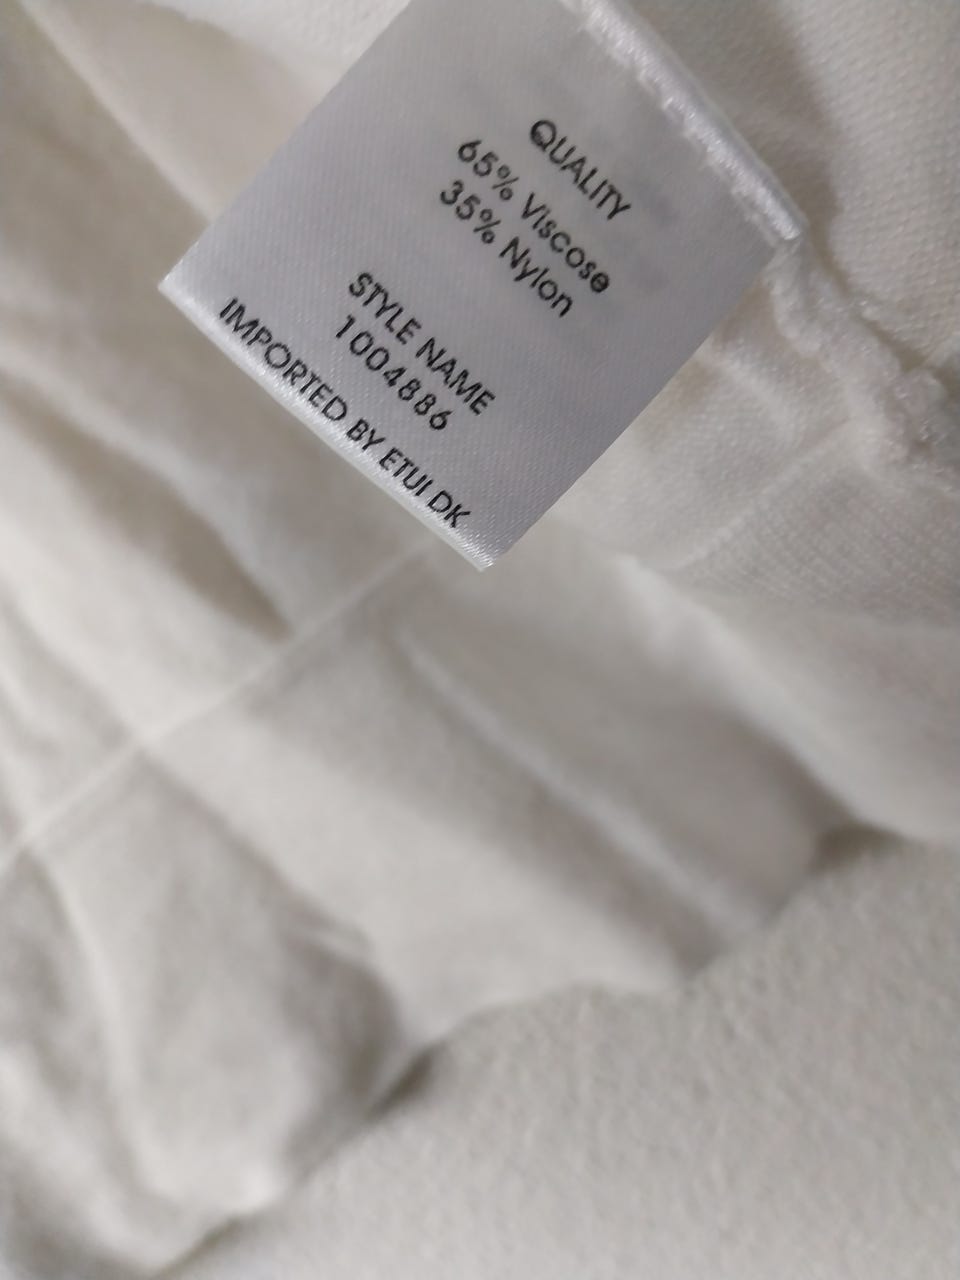 QUALITY
65% Viscose
35% Nylon
STYLE NAME
1004886
IMPORTED BY ETUI DK